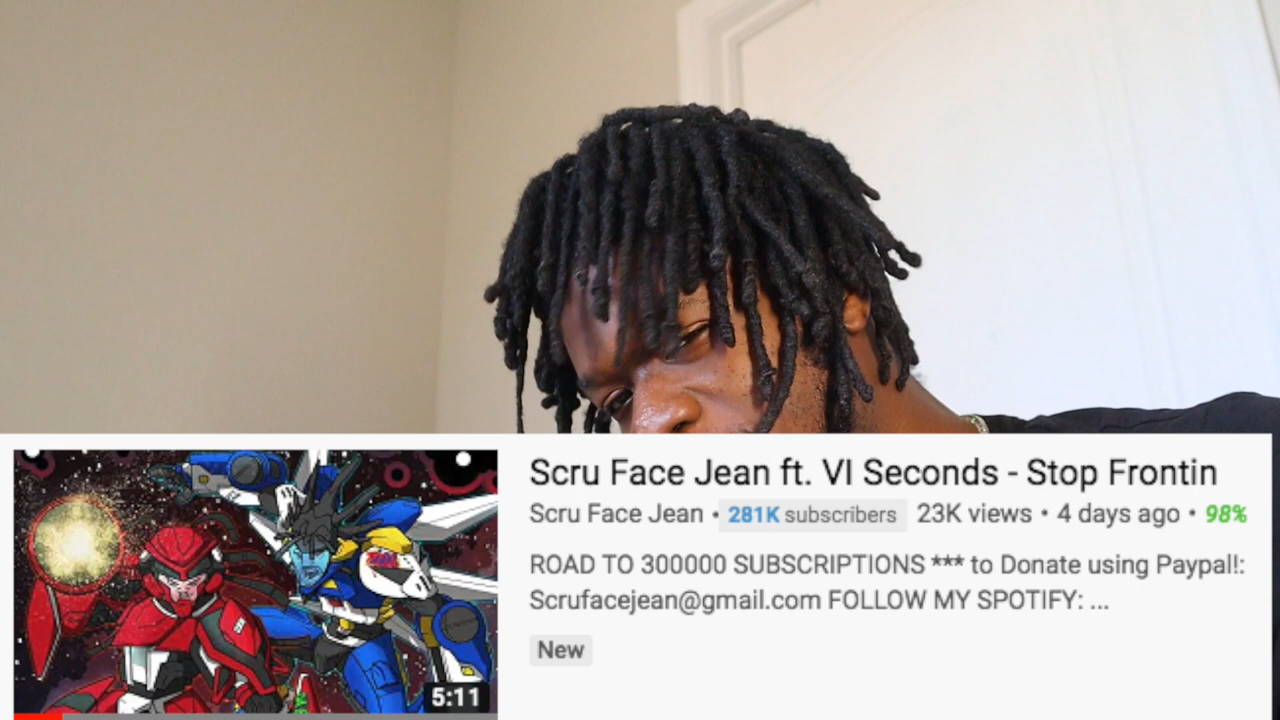 Scru Face Jean ft. VI Seconds - Stop Frontin
Scru Face Jean • 281K subscribers 23K views • 4 days ago • 98%
ROAD TO 300000 SUBSCRIPTIONS *** to Donate using Paypal!:
Scrufacejean@gmail.com FOLLOW MY SPOTIFY: ...
New
5:11